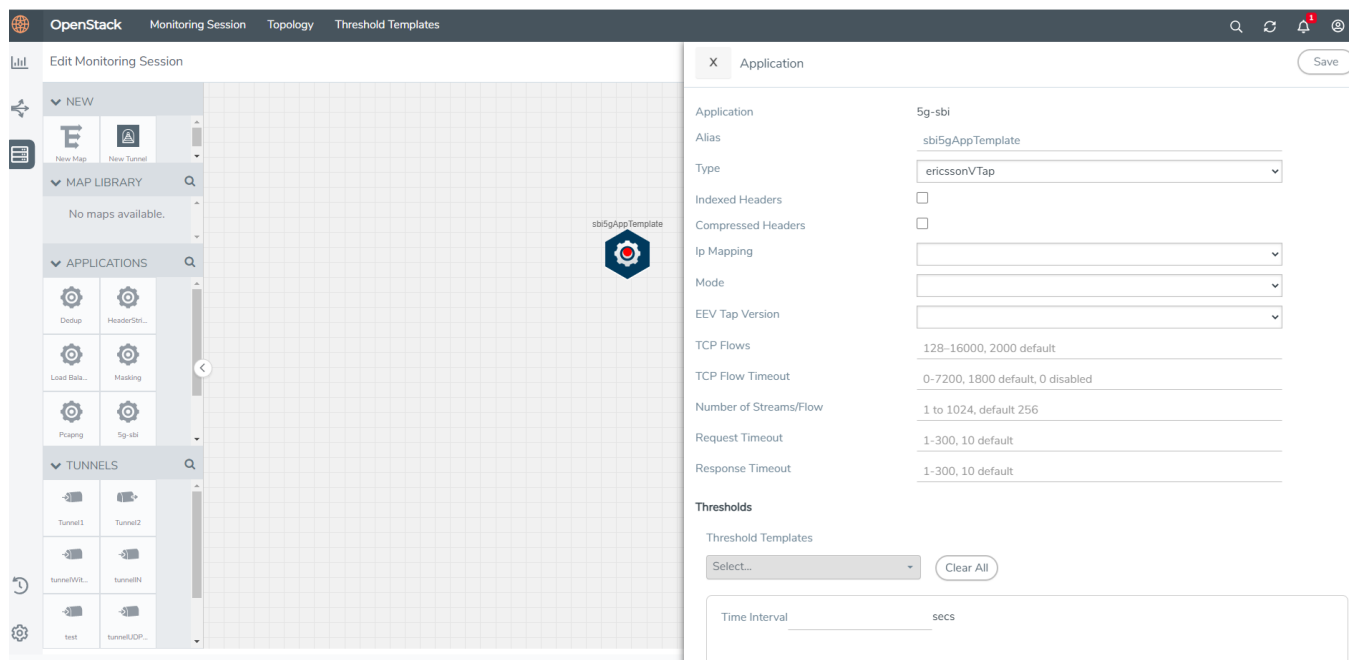 OpenStack Monitoring Session Topology Threshold Templates
1
Edit Monitoring Session
X Application
Save
NEW
New Map New Tunnel
MAP LIBRARY
No maps available.
APPLICATIONS
Dedup HeaderStri...
Load Bala... Masking
Pcapng 5g-sbi
TUNNELS
Tunnel1 Tunnel2
tunnelWit... tunnelIN
test tunnelUDP...
sbi5gAppTemplate
Application 5g-sbi
Alias sbi5gAppTemplate
Type ericssonVTap
Indexed Headers
Compressed Headers
Ip Mapping
Mode
EEV Tap Version
TCP Flows 128–16000, 2000 default
TCP Flow Timeout 0-7200, 1800 default, 0 disabled
Number of Streams/Flow 1 to 1024, default 256
Request Timeout 1-300, 10 default
Response Timeout 1-300, 10 default
Thresholds
Threshold Templates
Select... Clear All
Time Interval secs